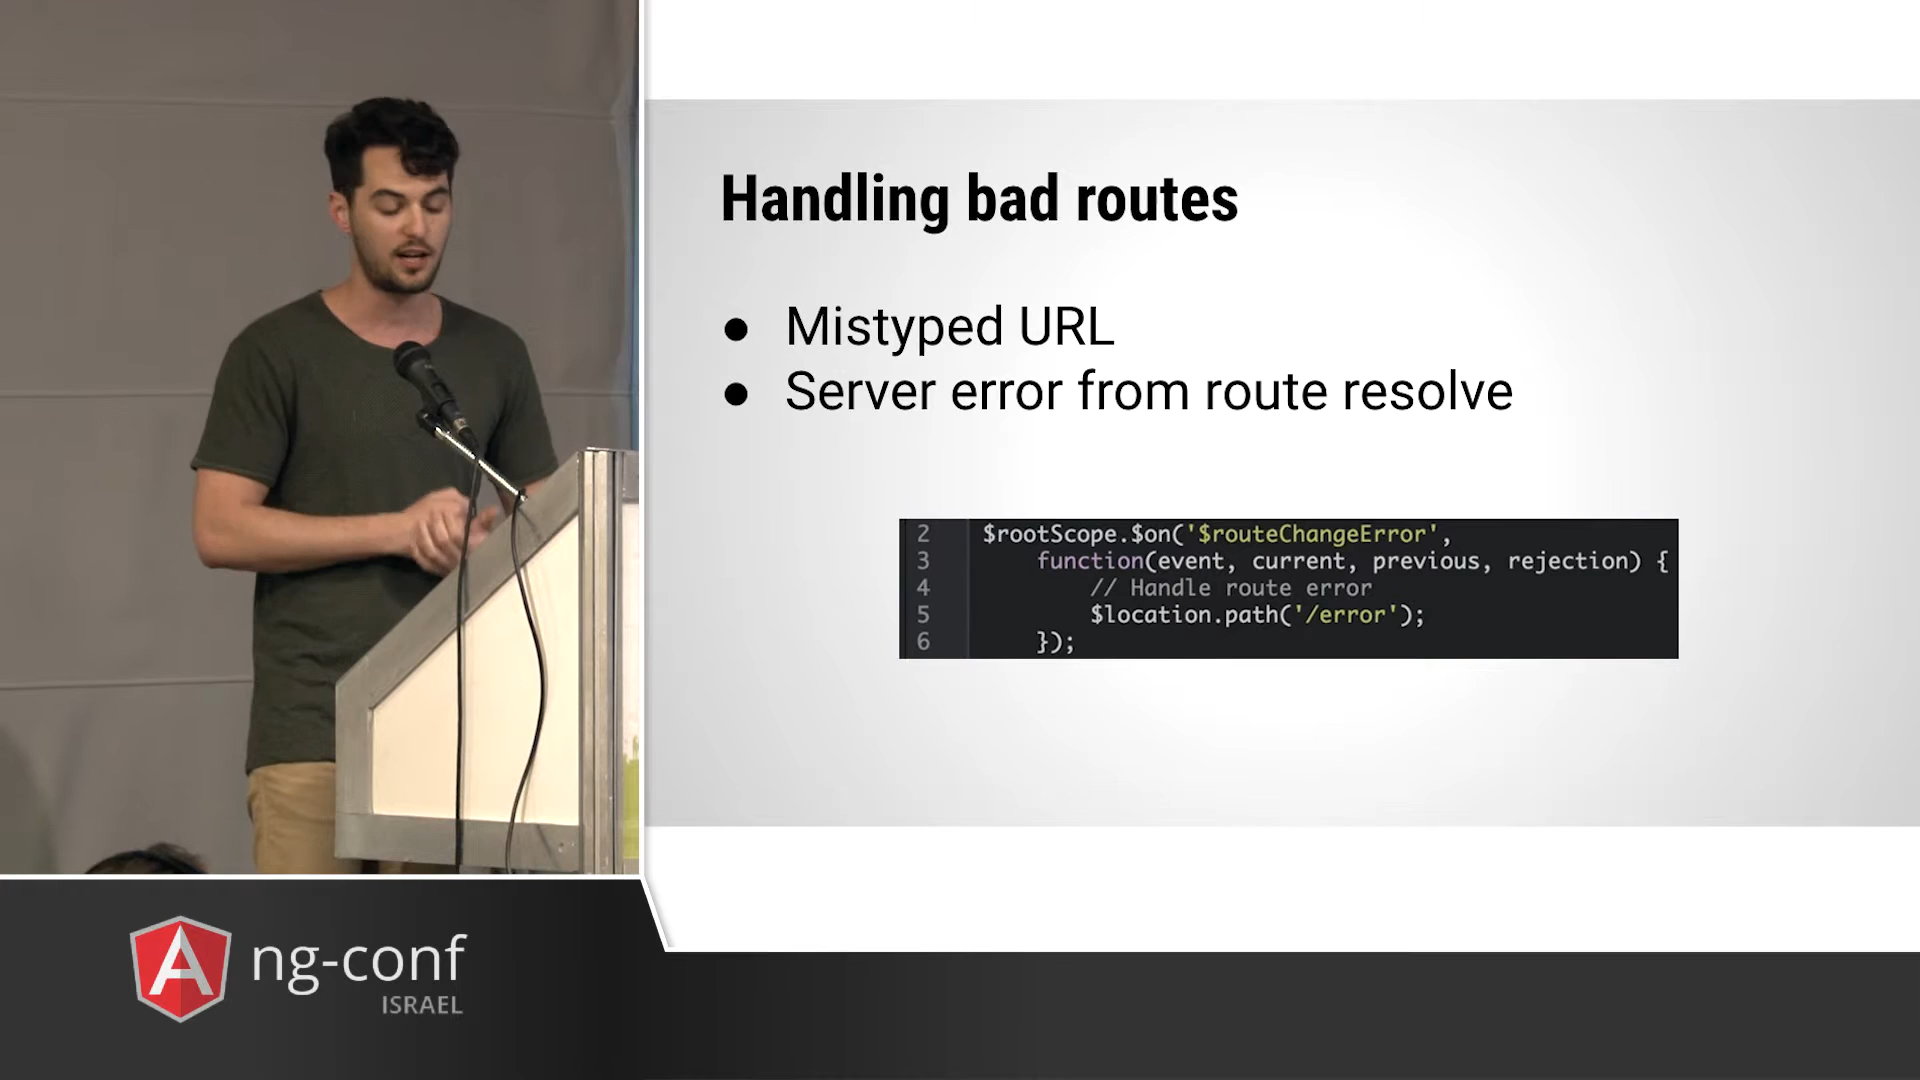 Handling bad routes
● Mistyped URL
● Server error from route resolve
2 $rootScope.$on('$routeChangeError',
3 function(event, current, previous, rejection) {
4 // Handle route error
5 $location.path('/error');
6 });
A ng-conf
ISRAEL